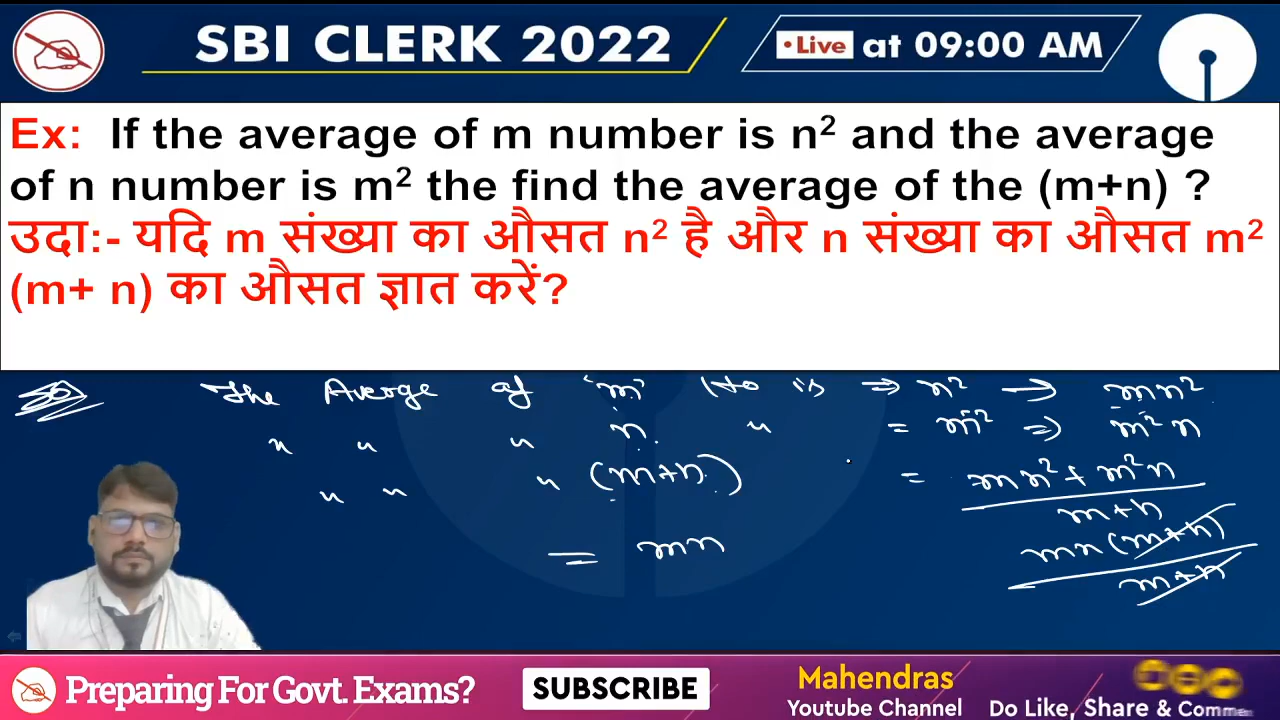 SBI CLERK 2022
•Live at 09:00 AM
Ex: If the average of m number is n² and the average
of n number is m² the find the average of the (m+n) ?
उदा:- यदि m संख्या का औसत n² है और n संख्या का औसत m²
(m+ n) का औसत ज्ञात करें?
The Averge of 'm' is ⇒ n² → mn²
" " " n " = m² ⇒ m²n
" " " (m+n) = mn² + m²n
m+n
= mn mn(m+n)
m+n
Preparing For Govt. Exams?
SUBSCRIBE
Mahendras
Youtube Channel
Do Like, Share & Comme